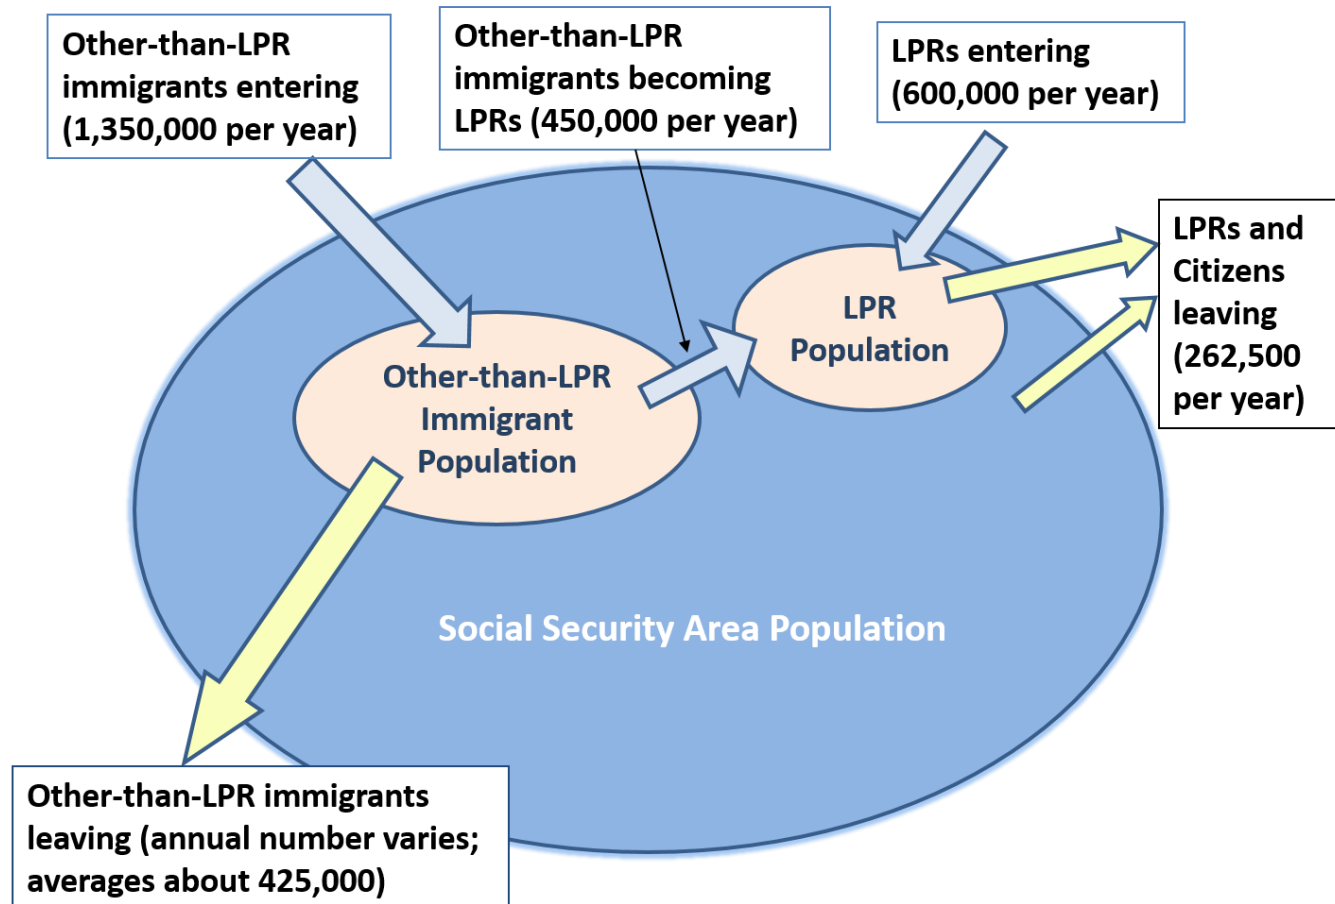 Other-than-LPR
immigrants entering
(1,350,000 per year)
Other-than-LPR
immigrants becoming
LPRs (450,000 per year)
LPRs entering
(600,000 per year)
LPRs and
Citizens
leaving
(262,500
per year)
LPR
Population
Other-than-LPR
Immigrant
Population
Social Security Area Population
Other-than-LPR immigrants
leaving (annual number varies;
averages about 425,000)